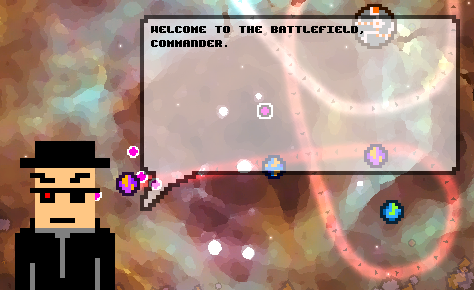 WELCOME TO THE BATTLEFIELD,
COMMANDER.